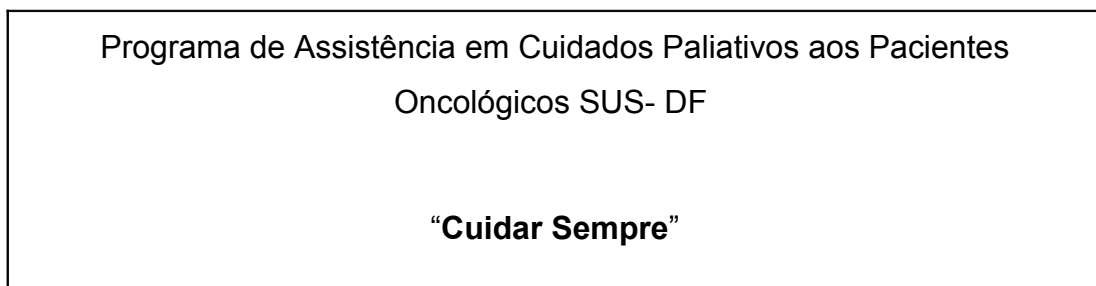 Programa de Assistência em Cuidados Paliativos aos Pacientes
Oncológicos SUS- DF
“Cuidar Sempre”